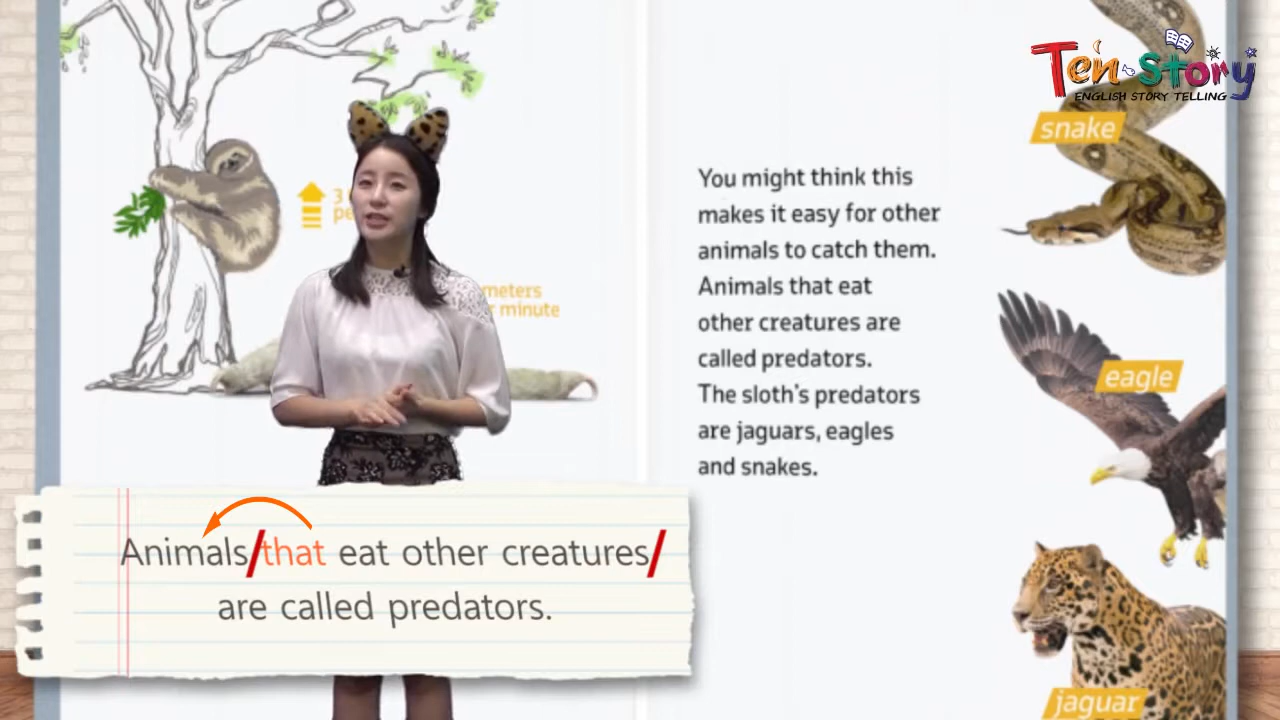 Ten Story
ENGLISH STORY TELLING
snake
3
pe
meters
r minute
You might think this
makes it easy for other
animals to catch them.
Animals that eat
other creatures are
called predators.
The sloth's predators
are jaguars, eagles
and snakes.
eagle
jaguar
Animals/that eat other creatures/
are called predators.